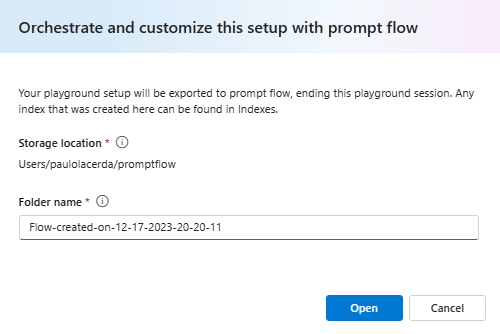 Orchestrate and customize this setup with prompt flow
Your playground setup will be exported to prompt flow, ending this playground session. Any
index that was created here can be found in Indexes.
Storage location *
Users/paulolacerda/promptflow
Folder name *
Flow-created-on-12-17-2023-20-20-11
Open Cancel